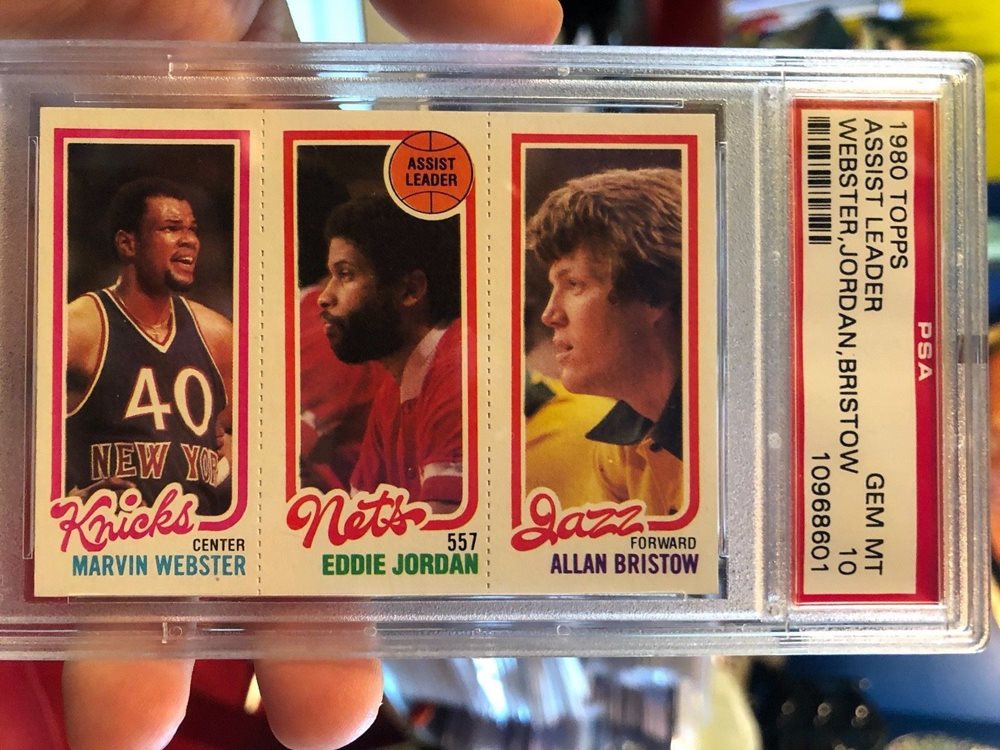 40
NEW YOR
Knicks
CENTER
MARVIN WEBSTER
ASSIST
LEADER
Nets
557
EDDIE JORDAN
Jazz
FORWARD
ALLAN BRISTOW
PSA
1980 TOPPS
ASSIST LEADER GEM MT
WEBSTER,JORDAN,BRISTOW 10
10968601